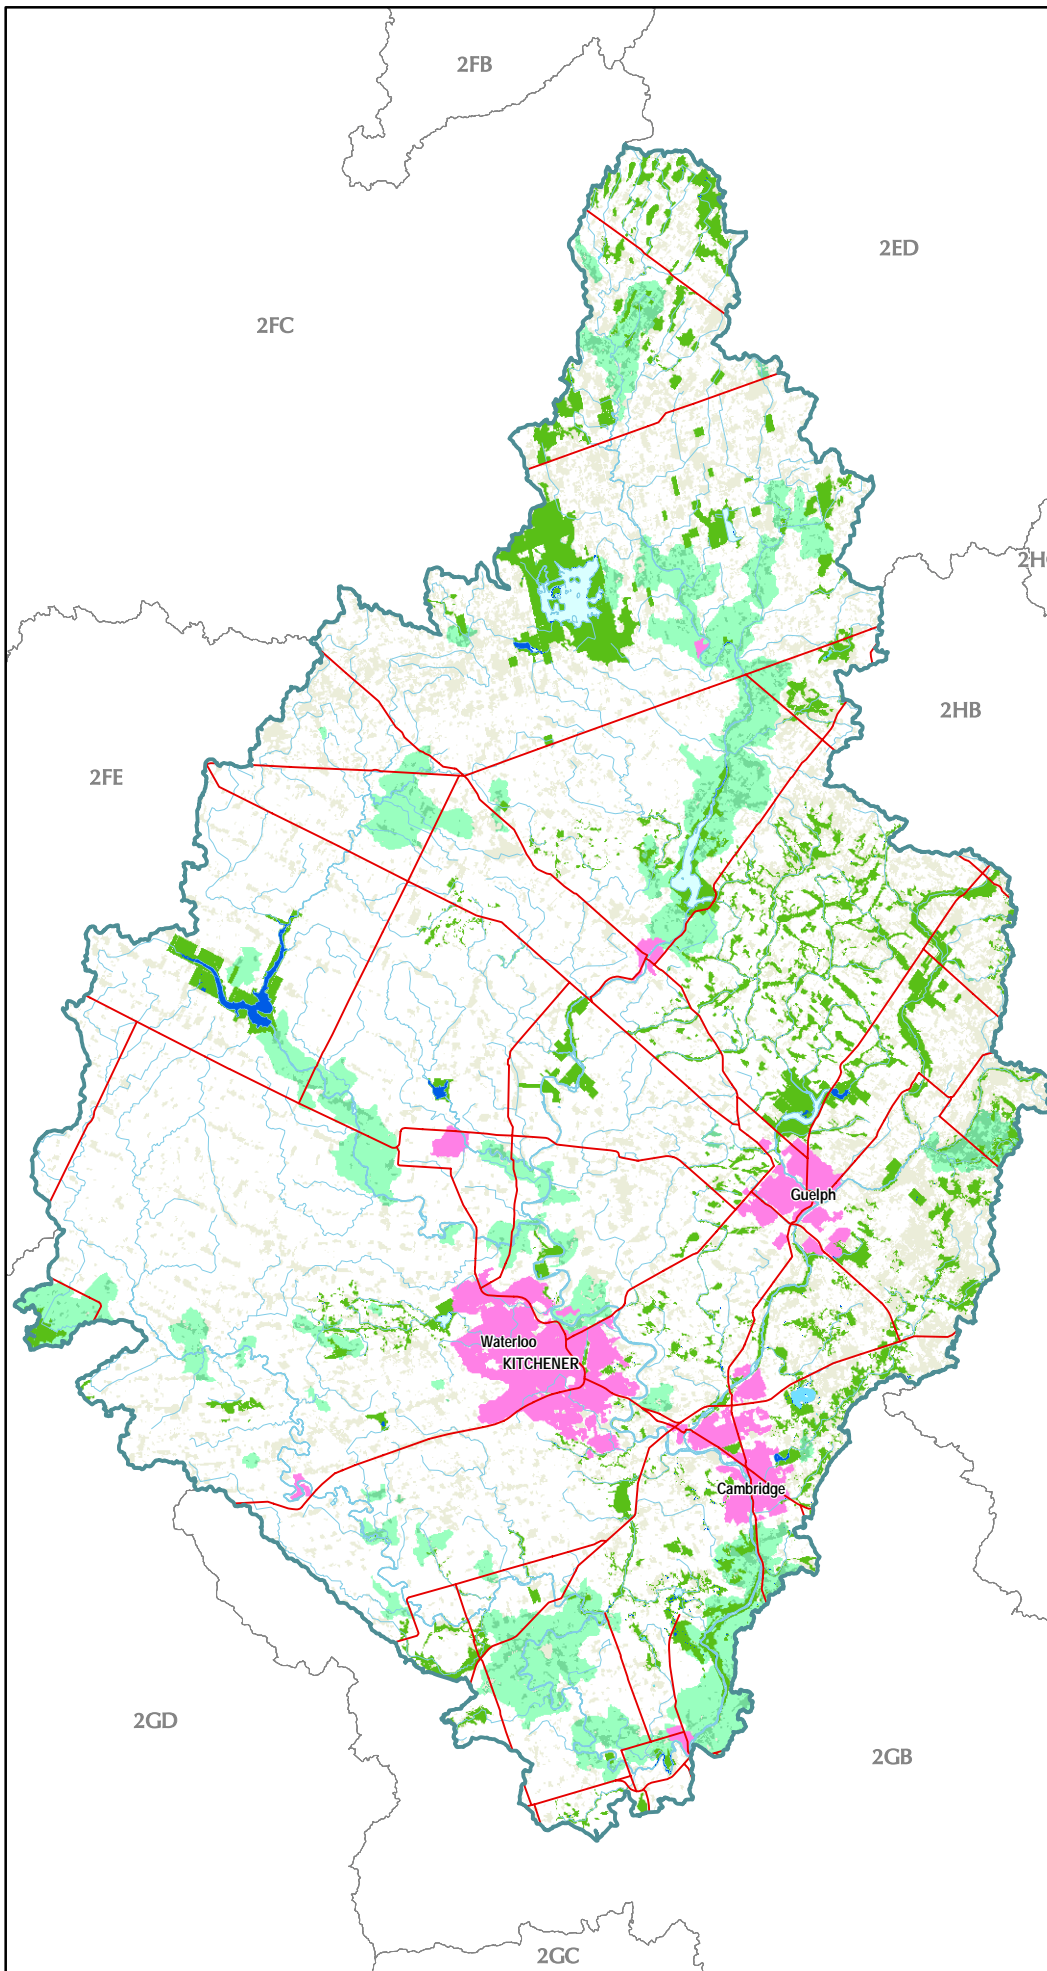 2FB
2ED
2FC
2H
2HB
2FE
Guelph
Waterloo
KITCHENER
Cambridge
2GD
2GB
2GC